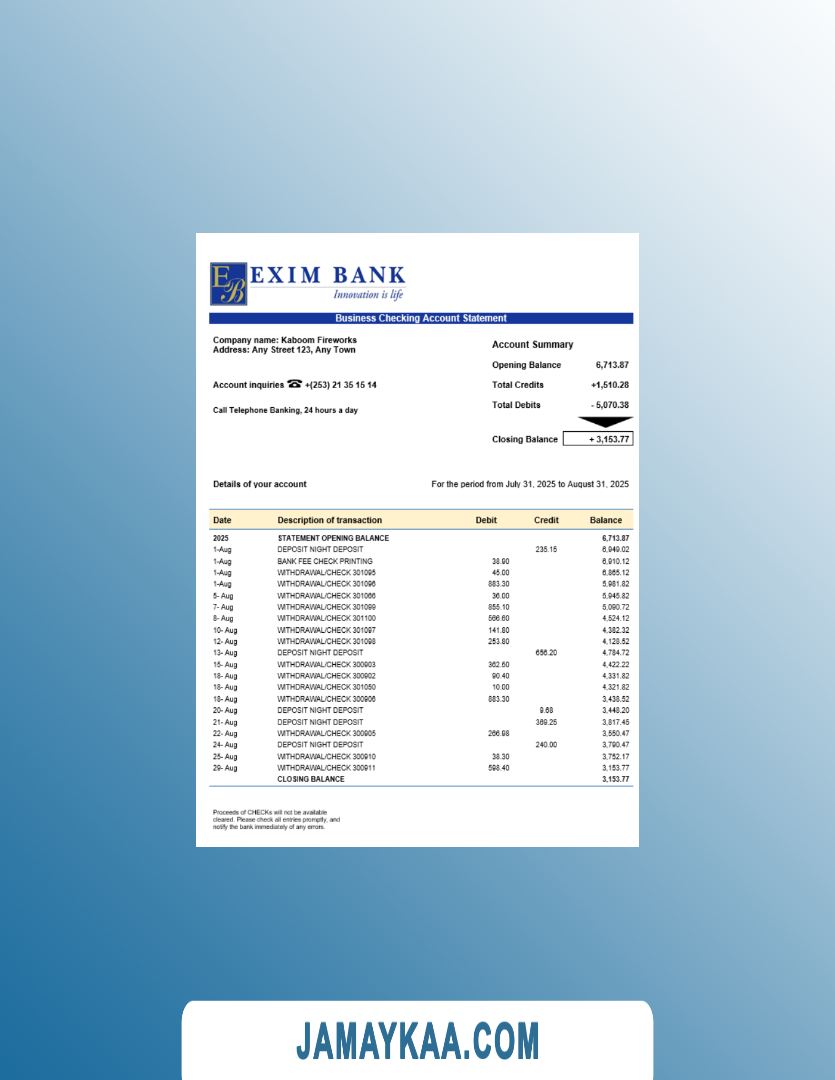 EB EXIM BANK
Innovation is life
Business Checking Account Statement
Company name: Kaboom Fireworks
Address: Any Street 123, Any Town
Account inquiries ☎ +(253) 21 35 15 14
Call Telephone Banking, 24 hours a day
Account Summary
Opening Balance 6,713.87
Total Credits +1,510.28
Total Debits - 5,070.38
Closing Balance + 3,153.77
Details of your account For the period from July 31, 2025 to August 31, 2025
Date Description of transaction Debit Credit Balance
2025 STATEMENT OPENING BALANCE 6,713.87
1-Aug DEPOSIT NIGHT DEPOSIT 235.15 6,949.02
1-Aug BANK FEE CHECK PRINTING 38.90 6,910.12
1-Aug WITHDRAWAL/CHECK 301095 45.00 6,865.12
1-Aug WITHDRAWAL/CHECK 301096 883.30 5,981.82
5- Aug WITHDRAWAL/CHECK 301066 36.00 5,945.82
7- Aug WITHDRAWAL/CHECK 301099 855.10 5,090.72
8- Aug WITHDRAWAL/CHECK 301100 566.60 4,524.12
10- Aug WITHDRAWAL/CHECK 301097 141.80 4,382.32
12- Aug WITHDRAWAL/CHECK 301098 253.80 4,128.52
13- Aug DEPOSIT NIGHT DEPOSIT 656.20 4,784.72
15- Aug WITHDRAWAL/CHECK 300903 362.50 4,422.22
18- Aug WITHDRAWAL/CHECK 300902 90.40 4,331.82
18- Aug WITHDRAWAL/CHECK 301050 10.00 4,321.82
18- Aug WITHDRAWAL/CHECK 300906 883.30 3,438.52
20- Aug DEPOSIT NIGHT DEPOSIT 9.68 3,448.20
21- Aug DEPOSIT NIGHT DEPOSIT 369.25 3,817.45
22- Aug WITHDRAWAL/CHECK 300905 266.98 3,550.47
24- Aug DEPOSIT NIGHT DEPOSIT 240.00 3,790.47
25- Aug WITHDRAWAL/CHECK 300910 38.30 3,752.17
29- Aug WITHDRAWAL/CHECK 300911 598.40 3,153.77
CLOSING BALANCE 3,153.77
Proceeds of CHECKs will not be available
cleared. Please check all entries promptly, and
notify the bank immediately of any errors.
JAMAYKAA.COM